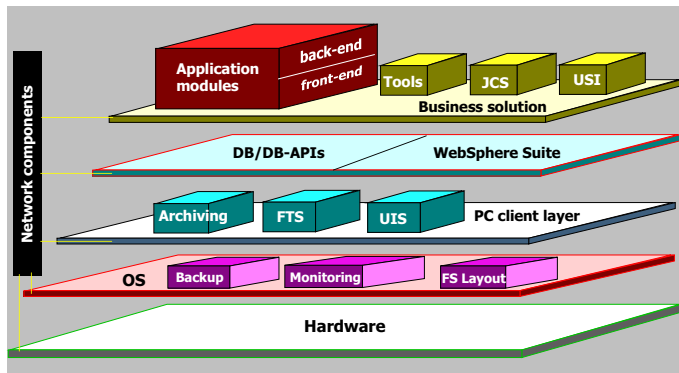 Network components
Application
modules
back-end
front-end
Tools
JCS
USI
Business solution
DB/DB-APIs
WebSphere Suite
Archiving
FTS
UIS
PC client layer
OS
Backup
Monitoring
FS Layout
Hardware